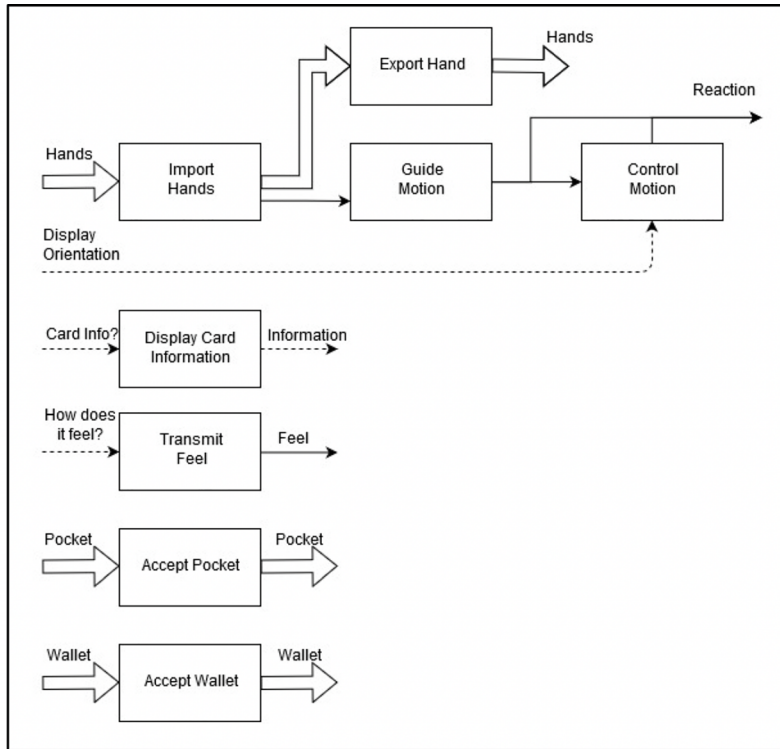 Hands
Export Hand
Reaction
Hands
Import
Hands
Guide
Motion
Control
Motion
Display
Orientation
Card Info?
Display Card
Information
Information
How does
it feel?
Transmit
Feel
Feel
Pocket
Accept Pocket
Pocket
Wallet
Accept Wallet
Wallet